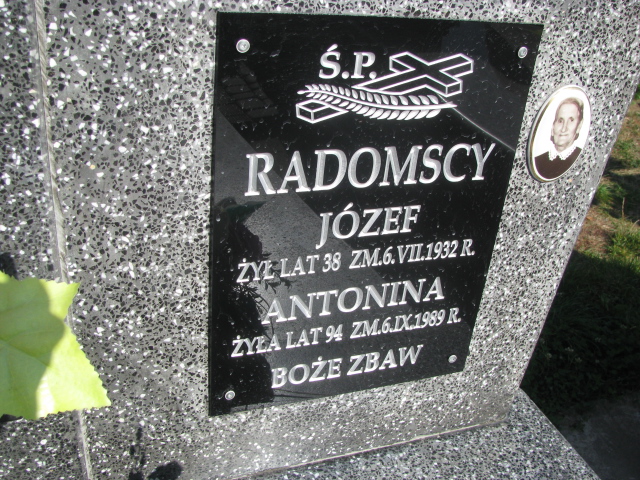 Ś.P.
RADOMSCY
JÓZEF
ŻYŁ LAT 38 ZM.6.VII.1932 R.
ANTONINA
ŻYŁA LAT 94 ZM.6.IX.1989 R.
BOŻE ZBAW